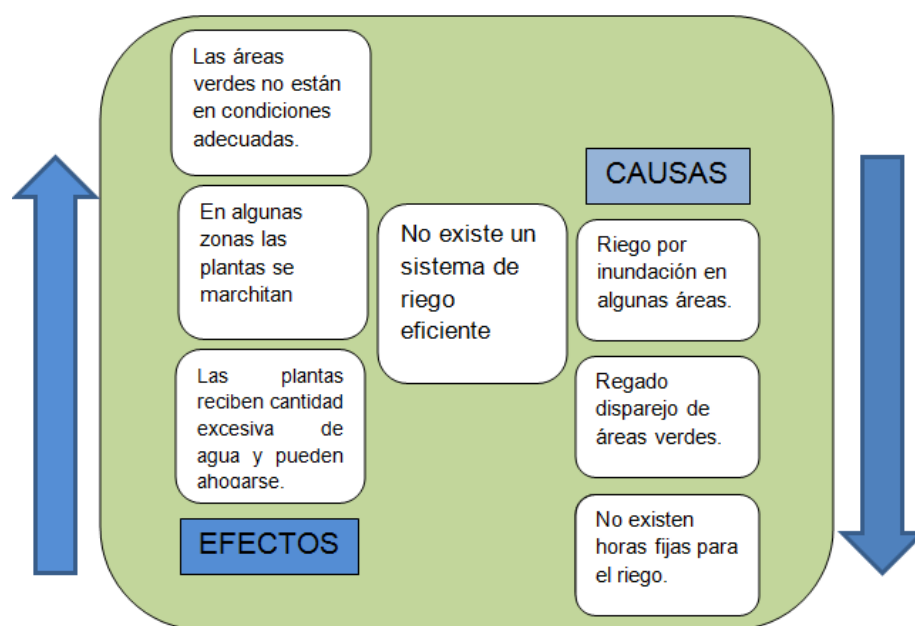 Las áreas
verdes no están
en condiciones
adecuadas.
En algunas
zonas las
plantas se
marchitan
Las plantas
reciben cantidad
excesiva de
agua y pueden
ahogarse.
EFECTOS
No existe un
sistema de
riego
eficiente
CAUSAS
Riego por
inundación en
algunas áreas.
Regado
disparejo de
áreas verdes.
No existen
horas fijas para
el riego.